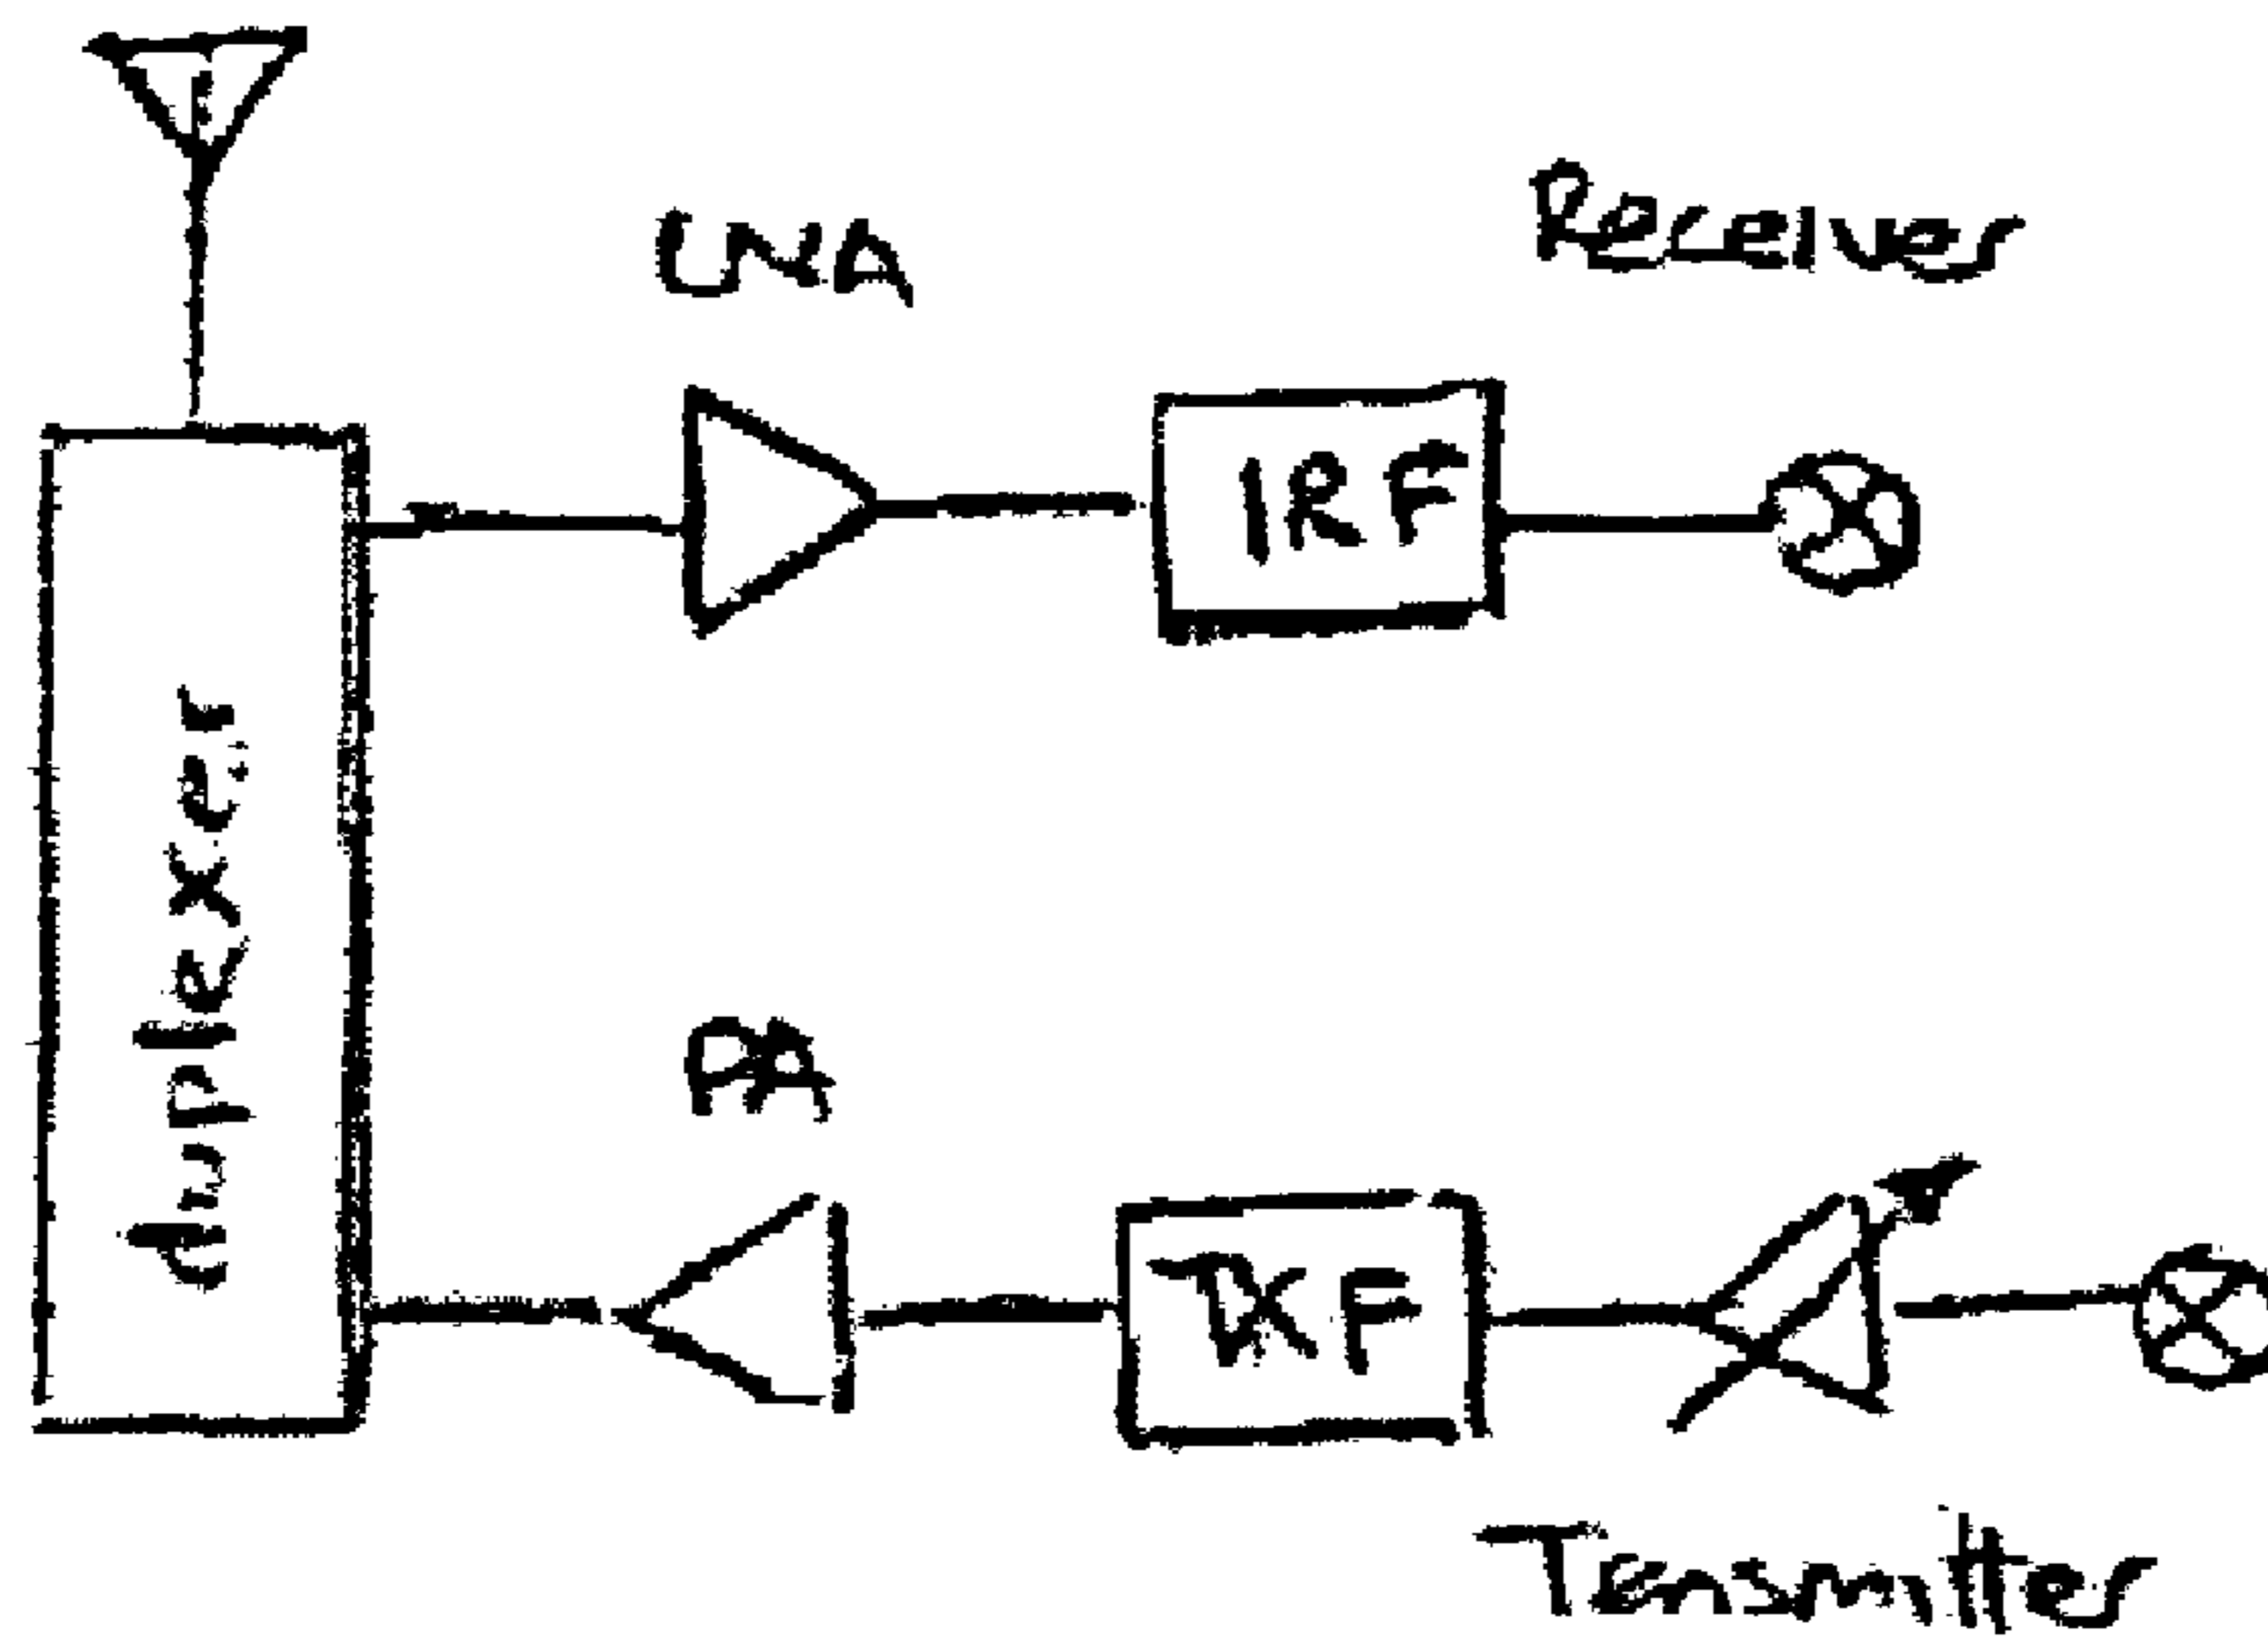 LNA
Receiver
IRF
duplexer
PA
TXF
Tensmitter